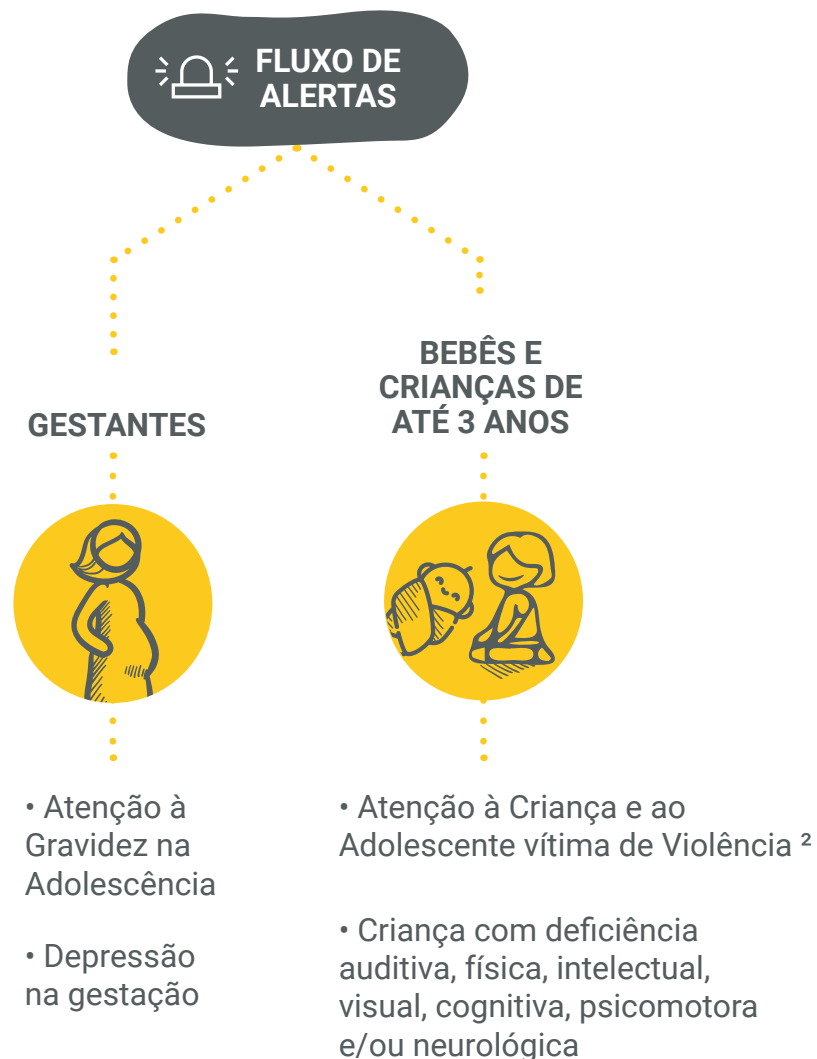 FLUXO DE
ALERTAS
GESTANTES
• Atenção à
Gravidez na
Adolescência
• Depressão
na gestação
BEBÊS E
CRIANÇAS DE
ATÉ 3 ANOS
• Atenção à Criança e ao
Adolescente vítima de Violência ²
• Criança com deficiência
auditiva, física, intelectual,
visual, cognitiva, psicomotora
e/ou neurológica